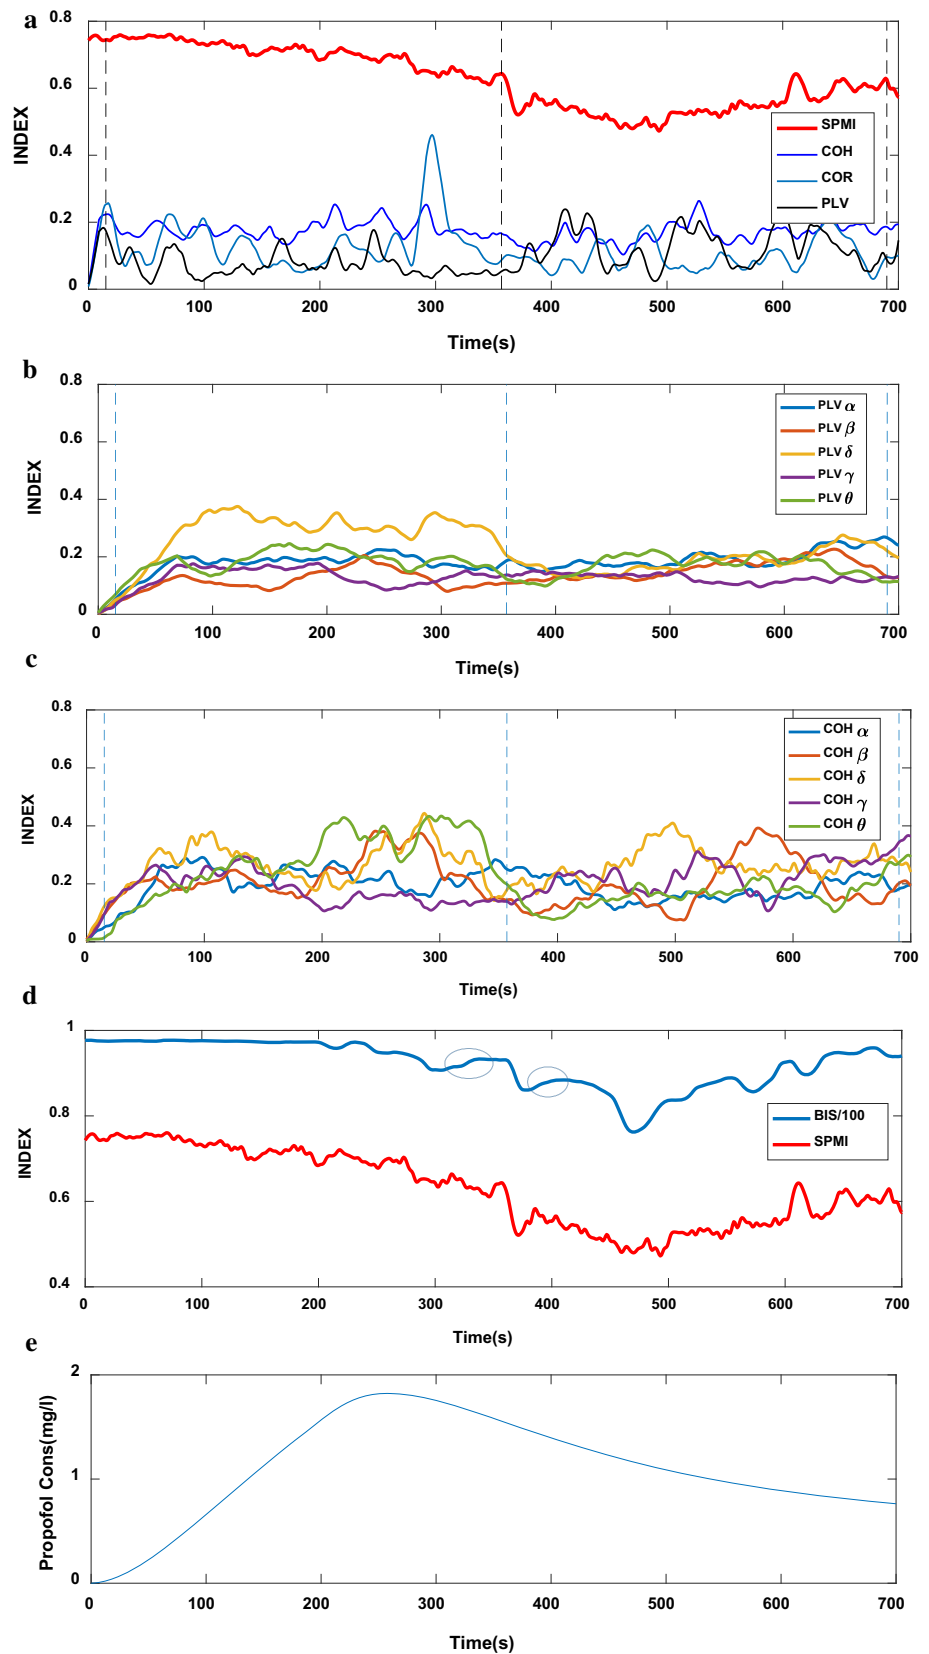 a
0.8
0.6
0.4
0.2
0
INDEX
SPMI
COH
COR
PLV
0 100 200 300 400 500 600 700
Time(s)
b
0.8
0.6
0.4
0.2
0
INDEX
PLV α
PLV β
PLV δ
PLV γ
PLV θ
0 100 200 300 400 500 600 700
Time(s)
c
0.8
0.6
0.4
0.2
0
INDEX
COH α
COH β
COH δ
COH γ
COH θ
0 100 200 300 400 500 600 700
Time(s)
d
1
0.8
0.6
0.4
INDEX
BIS/100
SPMI
0 100 200 300 400 500 600 700
Time(s)
e
2
1
0
Propofol Cons(mg/l)
0 100 200 300 400 500 600 700
Time(s)